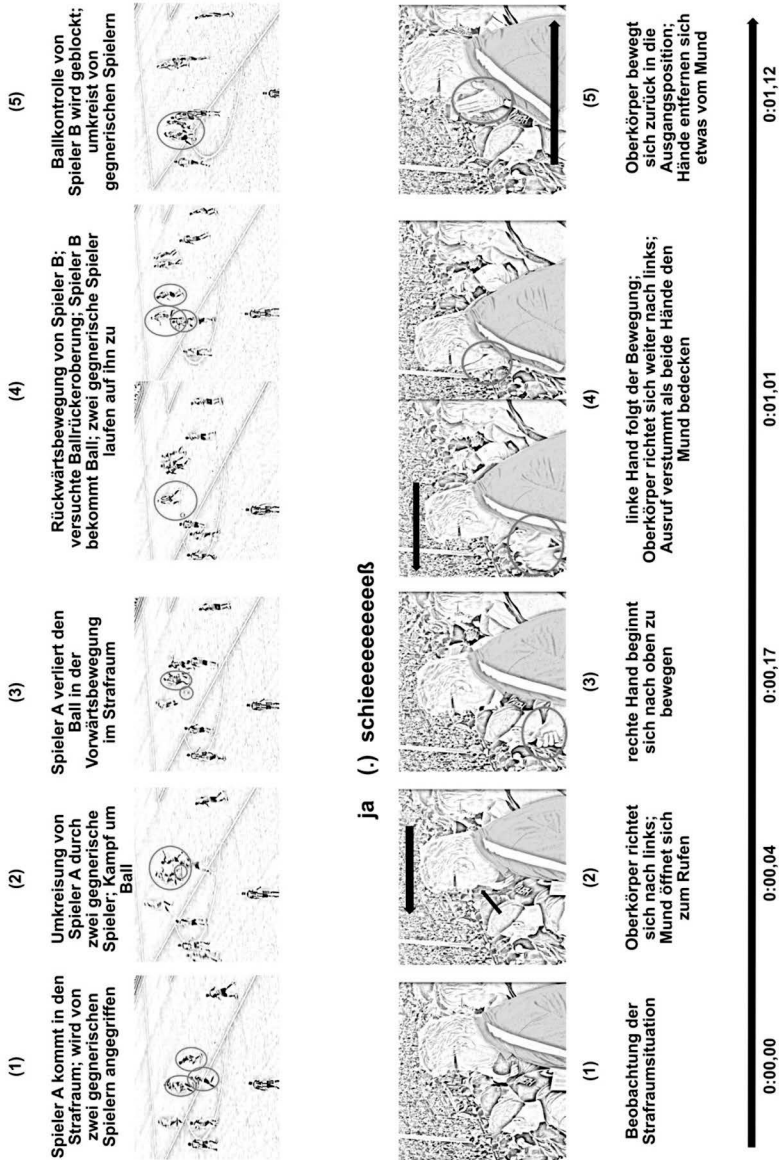 (1)
Spieler A kommt in den
Strafraum; wird von
zwei gegnerischen
Spielern angegriffen
(2)
Umkreisung von
Spieler A durch
zwei gegnerische
Spieler; Kampf um
Ball
(3)
Spieler A verliert den
Ball in der
Vorwärtsbewegung
im Strafraum
(4)
Rückwärtsbewegung von Spieler B;
versuchte Ballrückeroberung; Spieler B
bekommt Ball; zwei gegnerische Spieler
laufen auf ihn zu
(5)
Ballkontrolle von
Spieler B wird geblockt;
umkreist von
gegnerischen Spielern
ja (.) schieeeeeeeeeeeß
(1)
Beobachtung der
Strafraumsituation
(2)
Oberkörper richtet
sich nach links;
Mund öffnet sich
zum Rufen
(3)
rechte Hand beginnt
sich nach oben zu
bewegen
(4)
linke Hand folgt der Bewegung;
Oberkörper richtet sich weiter nach links;
Ausruf verstummt als beide Hände den
Mund bedecken
(5)
Oberkörper bewegt
sich zurück in die
Ausgangsposition;
Hände entfernen sich
etwas vom Mund
0:00,00
0:00,04
0:00,17
0:01,01
0:01,12